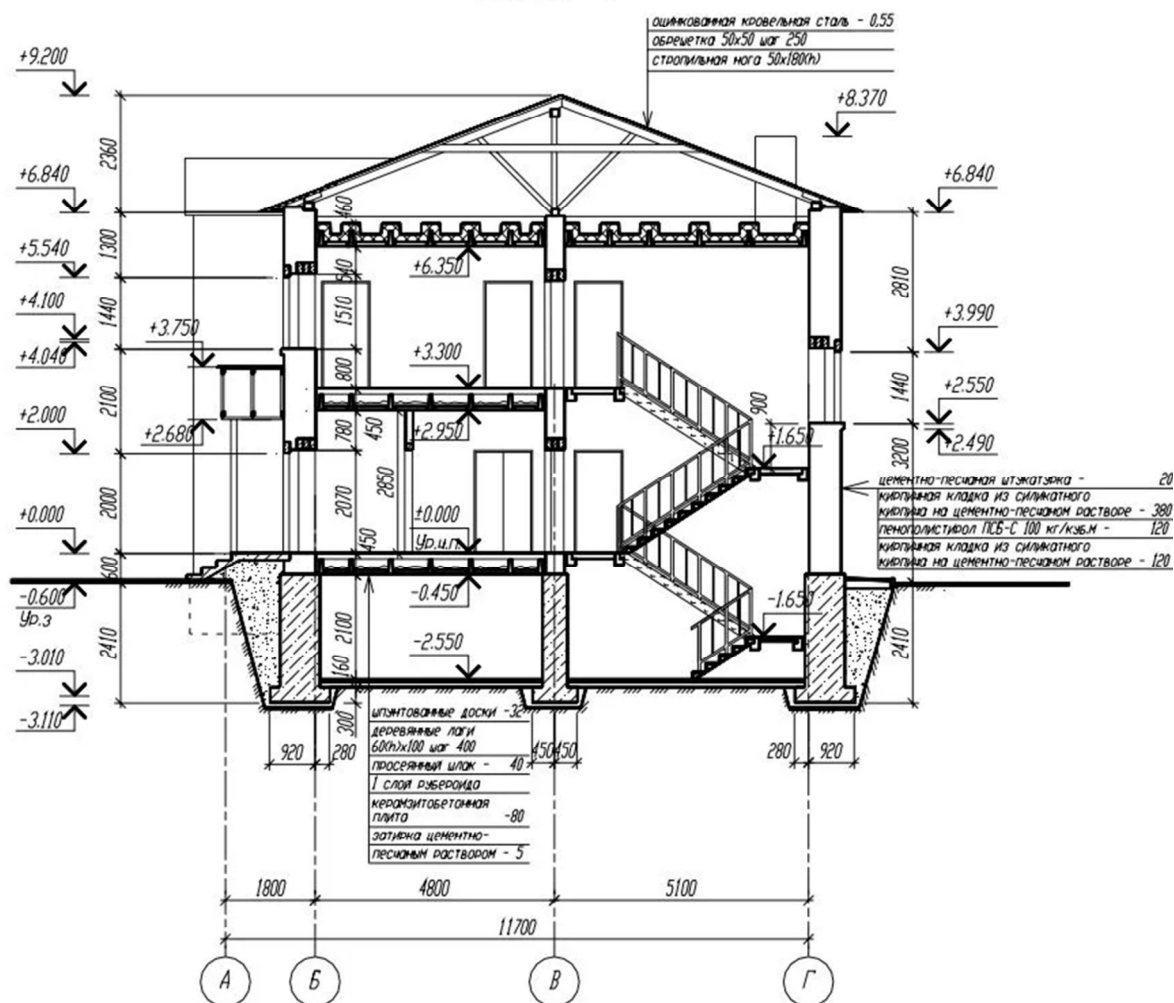 оцинкованная кровельная сталь - 0,55
обрешетка 50х50 шаг 250
стропильная нога 50х180(h)
+9.200
+8.370
2360
+6.840
+6.840
460
1300
+5.540
+6.350
540
2810
+4.100
1440
1510
+3.750
+3.990
+4.040
+3.300
800
1440
+2.550
2100
900
+2.000
+2.680
780
450
+2.950
+1.650
+2.490
3200
2850
цементно-песчаная штукатурка - 20
кирпичная кладка из силикатного
кирпича на цементно-песчаном растворе - 380
пенополистирол ПСБ-С 100 кг/куб.м - 120
кирпичная кладка из силикатного
кирпича на цементно-песчаном растворе - 120
2000
2070
+0.000
±0.000
Ур.ч.п.
450
600
-0.600
Ур.з
-0.450
-1.650
2100
2410
2410
-2.550
-3.010
160
-3.110
300
шпунтованные доски -32
деревянные лаги
60(h)х100 шаг 400
просеянный шлак - 40
1 слой рубероида
керамзитобетонная
плита -80
затирка цементно-
песчаным раствором - 5
920
280
450
450
280
920
1800
4800
5100
11700
А
Б
В
Г